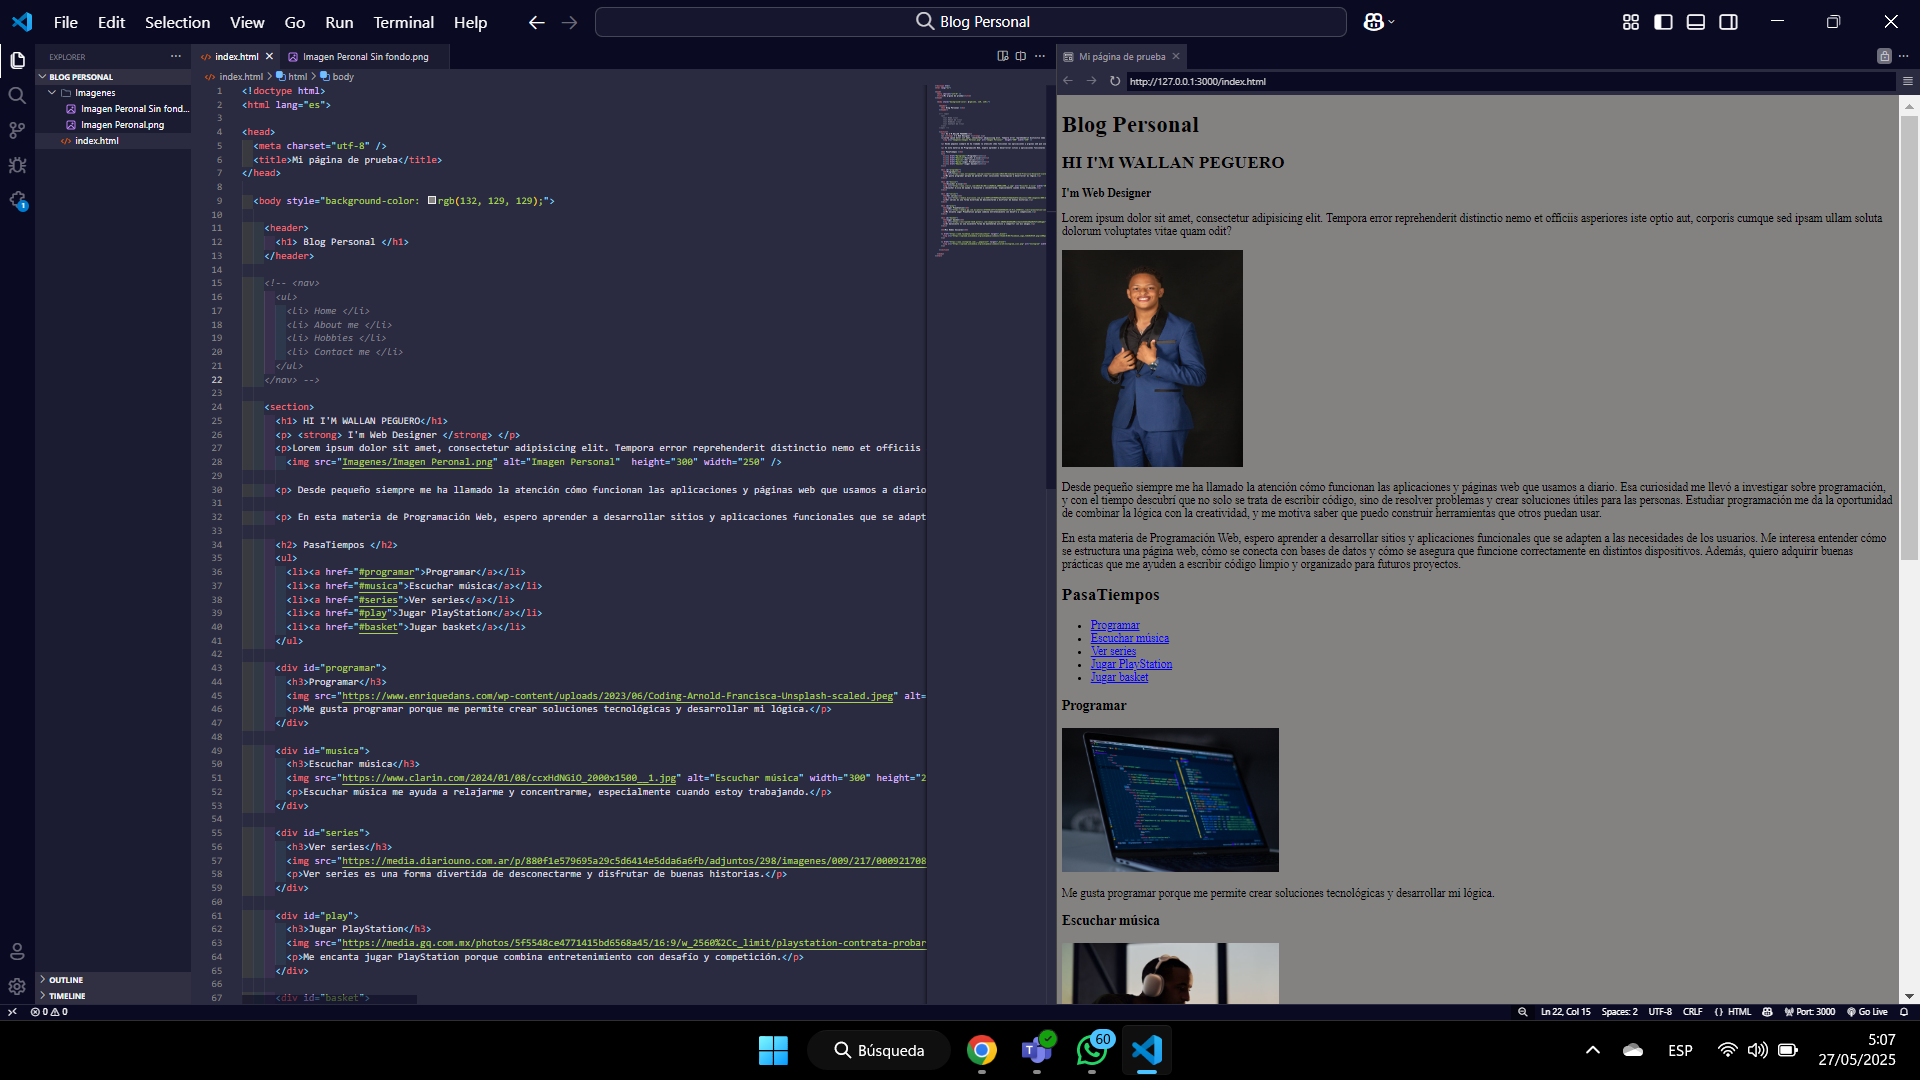 File Edit Selection View Go Run Terminal Help
Blog Personal
EXPLORER
BLOG PERSONAL
Imagenes
Imagen Peronal Sin fond...
Imagen Peronal.png
index.html
OUTLINE
TIMELINE
index.html
Imagen Peronal Sin fondo.png
index.html > html > body
1 <!doctype html>
2 <html lang="es">
3
4 <head>
5 <meta charset="utf-8" />
6 <title>Mi página de prueba</title>
7 </head>
8
9 <body style="background-color: rgb(132, 129, 129);">
10
11 <header>
12 <h1> Blog Personal </h1>
13 </header>
14
15 <!-- <nav>
16 <ul>
17 <li> Home </li>
18 <li> About me </li>
19 <li> Hobbies </li>
20 <li> Contact me </li>
21 </ul>
22 </nav> -->
23
24 <section>
25 <h1> HI I'M WALLAN PEGUERO</h1>
26 <p> <strong> I'm Web Designer </strong> </p>
27 <p>Lorem ipsum dolor sit amet, consectetur adipisicing elit. Tempora error reprehenderit distinctio nemo et officiis
28 <img src="Imagenes/Imagen Peronal.png" alt="Imagen Personal" height="300" width="250" />
29
30 <p> Desde pequeño siempre me ha llamado la atención cómo funcionan las aplicaciones y páginas web que usamos a diario
31
32 <p> En esta materia de Programación Web, espero aprender a desarrollar sitios y aplicaciones funcionales que se adapt
33
34 <h2> PasaTiempos </h2>
35 <ul>
36 <li><a href="#programar">Programar</a></li>
37 <li><a href="#musica">Escuchar música</a></li>
38 <li><a href="#series">Ver series</a></li>
39 <li><a href="#play">Jugar PlayStation</a></li>
40 <li><a href="#basket">Jugar basket</a></li>
41 </ul>
42
43 <div id="programar">
44 <h3>Programar</h3>
45 <img src="https://www.enriquedans.com/wp-content/uploads/2023/06/Coding-Arnold-Francisca-Unsplash-scaled.jpeg" alt=
46 <p>Me gusta programar porque me permite crear soluciones tecnológicas y desarrollar mi lógica.</p>
47 </div>
48
49 <div id="musica">
50 <h3>Escuchar música</h3>
51 <img src="https://www.clarin.com/2024/01/08/ccxHdNGiO_2000x1500__1.jpg" alt="Escuchar música" width="300" height="2
52 <p>Escuchar música me ayuda a relajarme y concentrarme, especialmente cuando estoy trabajando.</p>
53 </div>
54
55 <div id="series">
56 <h3>Ver series</h3>
57 <img src="https://media.diariouno.com.ar/p/880f1e579695a29c5d6414e5dda6a6fb/adjuntos/298/imagenes/009/217/000921708
58 <p>Ver series es una forma divertida de desconectarme y disfrutar de buenas historias.</p>
59 </div>
60
61 <div id="play">
62 <h3>Jugar PlayStation</h3>
63 <img src="https://media.gq.com.mx/photos/5f5548ce4771415bd6568a45/16:9/w_2560%2Cc_limit/playstation-contrata-probar
64 <p>Me encanta jugar PlayStation porque combina entretenimiento con desafío y competición.</p>
65 </div>
66
67 <div id="basket">
Mi página de prueba
http://127.0.0.1:3000/index.html
Blog Personal
HI I'M WALLAN PEGUERO
I'm Web Designer
Lorem ipsum dolor sit amet, consectetur adipisicing elit. Tempora error reprehenderit distinctio nemo et officiis asperiores iste optio aut, corporis cumque sed ipsam ullam soluta
dolorum voluptates vitae quam odit?
Desde pequeño siempre me ha llamado la atención cómo funcionan las aplicaciones y páginas web que usamos a diario. Esa curiosidad me llevó a investigar sobre programación,
y con el tiempo descubrí que no solo se trata de escribir código, sino de resolver problemas y crear soluciones útiles para las personas. Estudiar programación me da la oportunidad
de combinar la lógica con la creatividad, y me motiva saber que puedo construir herramientas que otros puedan usar.
En esta materia de Programación Web, espero aprender a desarrollar sitios y aplicaciones funcionales que se adapten a las necesidades de los usuarios. Me interesa entender cómo
se estructura una página web, cómo se conecta con bases de datos y cómo se asegura que funcione correctamente en distintos dispositivos. Además, quiero adquirir buenas
prácticas que me ayuden a escribir código limpio y organizado para futuros proyectos.
PasaTiempos
Programar
Escuchar música
Ver series
Jugar PlayStation
Jugar basket
Programar
Me gusta programar porque me permite crear soluciones tecnológicas y desarrollar mi lógica.
Escuchar música
0 0
Ln 22, Col 15 Spaces: 2 UTF-8 CRLF {} HTML Port: 3000 Go Live
Búsqueda
60
ESP
5:07
27/05/2025